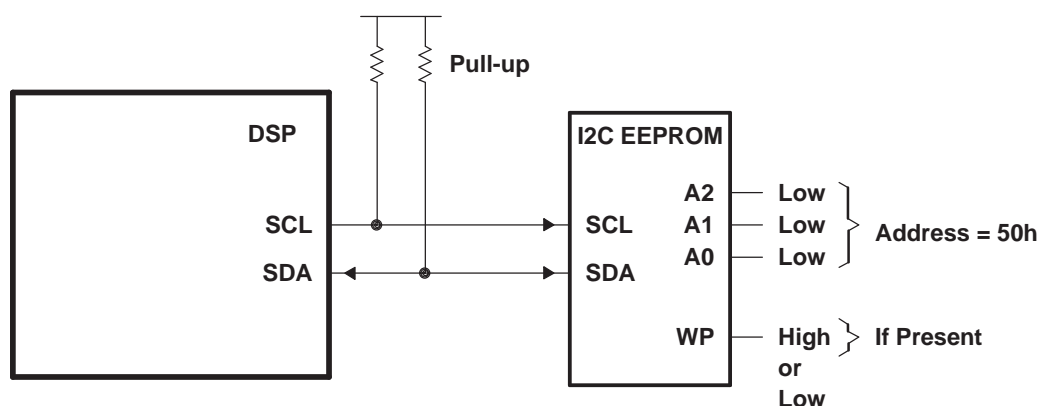 Pull-up
DSP
I2C EEPROM
A2
Low
SCL
SCL
A1
Low
Address = 50h
A0
Low
SDA
SDA
WP
High
If Present
or
Low